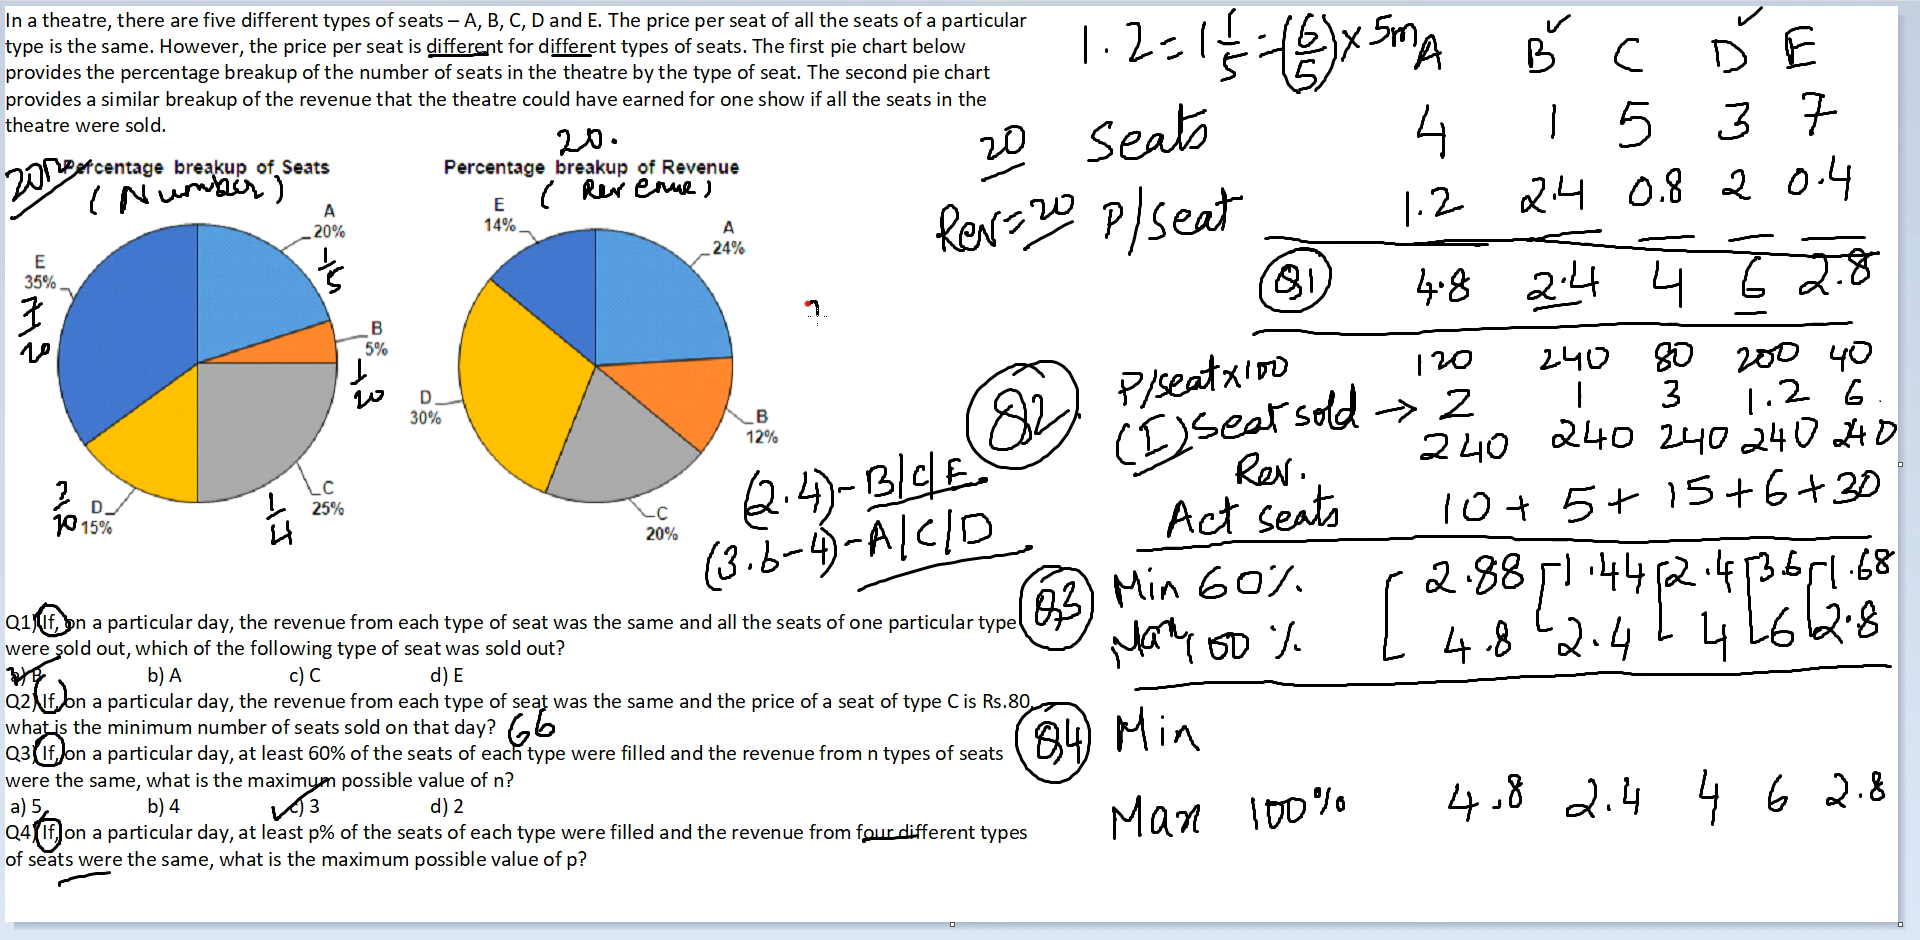 In a theatre, there are five different types of seats – A, B, C, D and E. The price per seat of all the seats of a particular
type is the same. However, the price per seat is different for different types of seats. The first pie chart below
provides the percentage breakup of the number of seats in the theatre by the type of seat. The second pie chart
provides a similar breakup of the revenue that the theatre could have earned for one show if all the seats in the
theatre were sold.
20n
Percentage breakup of Seats
(Number)
A
20%
1/5
B
5%
1/20
C
25%
1/4
D
15%
3/20
E
35%
7/20
20.
Percentage breakup of Revenue
(Revenue)
E
14%
A
24%
B
12%
C
20%
D
30%
(2.4)-B|C|E
(3.6-4)-A|C|D
Q1) If, on a particular day, the revenue from each type of seat was the same and all the seats of one particular type
were sold out, which of the following type of seat was sold out?
a) B b) A c) C d) E
Q2) If, on a particular day, the revenue from each type of seat was the same and the price of a seat of type C is Rs.80,
what is the minimum number of seats sold on that day? 66
Q3) If, on a particular day, at least 60% of the seats of each type were filled and the revenue from n types of seats
were the same, what is the maximum possible value of n?
a) 5 b) 4 c) 3 d) 2
Q4) If, on a particular day, at least p% of the seats of each type were filled and the revenue from four different types
of seats were the same, what is the maximum possible value of p?
1.2=1 1/5=(6/5)×5m
A B C D E
20 Seats 4 1 5 3 7
Rev=20 P/seat 1.2 2.4 0.8 2 0.4
Q1 4.8 2.4 4 6 2.8
Q2
P/seat×100 120 240 80 200 40
(I) Seat sold → 2 1 3 1.2 6
Rev. 240 240 240 240 240
Act seats 10 + 5 + 15 + 6 + 30
Q3
Min 60% 2.88 1.44 2.4 3.6 1.68
Max 100% 4.8 2.4 4 6 2.8
Q4 Min
Max 100% 4.8 2.4 4 6 2.8